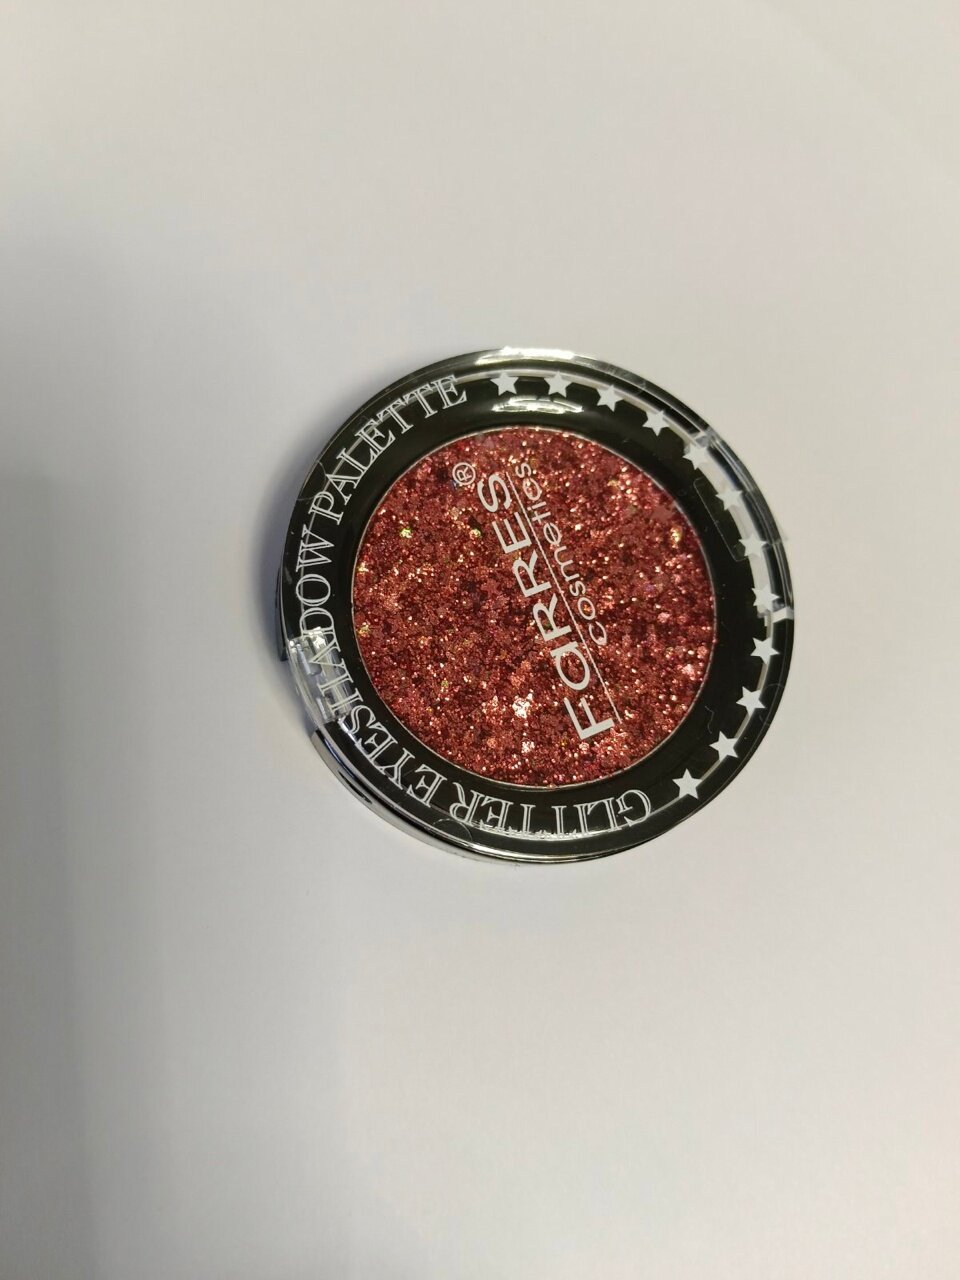 FARRES®
cosmetics
GLITTER EYESHADOW PALETTE